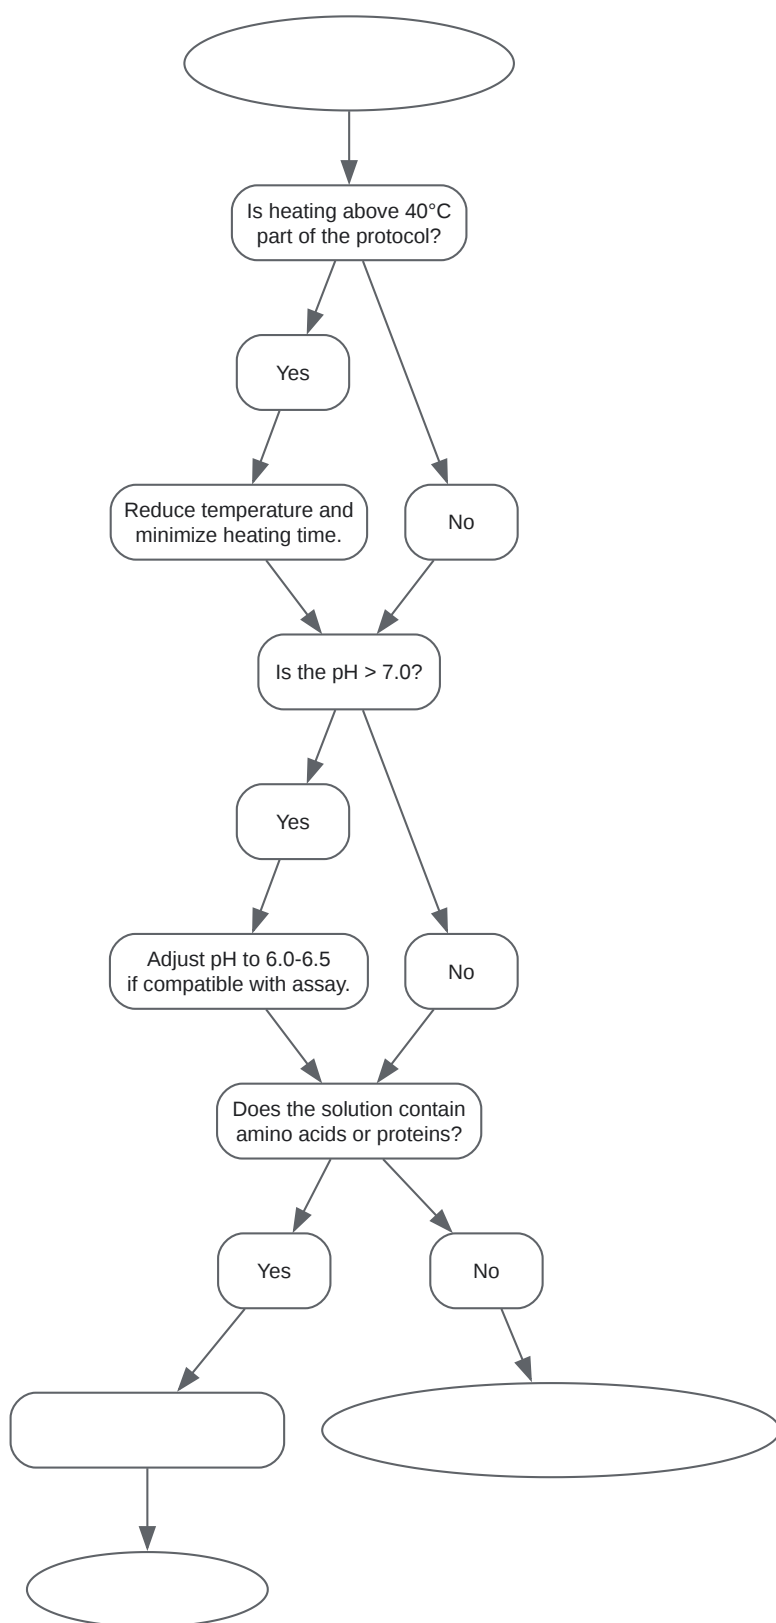 Is heating above 40°C
part of the protocol?
Yes
Reduce temperature and
minimize heating time.
No
Is the pH > 7.0?
Yes
Adjust pH to 6.0-6.5
if compatible with assay.
No
Does the solution contain
amino acids or proteins?
Yes
No